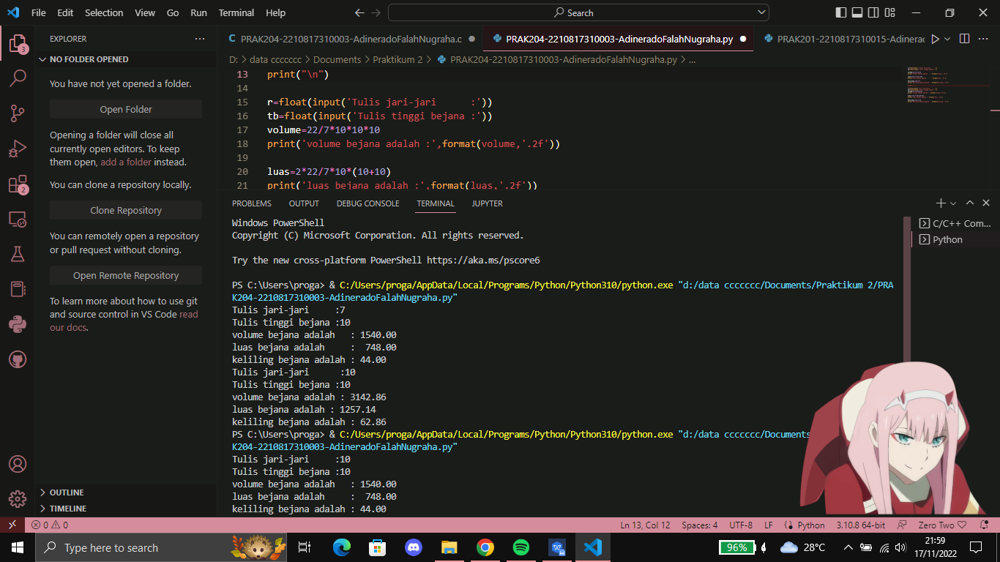 File Edit Selection View Go Run Terminal Help
Search
EXPLORER
NO FOLDER OPENED
You have not yet opened a folder.
Open Folder
Opening a folder will close all
currently open editors. To keep
them open, add a folder instead.
You can clone a repository locally.
Clone Repository
You can remotely open a repository
or pull request without cloning.
Open Remote Repository
To learn more about how to use git
and source control in VS Code read
our docs.
OUTLINE
TIMELINE
3
2
C PRAK204-2210817310003-AdineradoFalahNugraha.c
PRAK204-2210817310003-AdineradoFalahNugraha.py
PRAK201-2210817310015-Adinerad
D: > data ccccccc > Documents > Praktikum 2 > PRAK204-2210817310003-AdineradoFalahNugraha.py > ...
13 print("\n")
14
15 r=float(input('Tulis jari-jari      :'))
16 tb=float(input('Tulis tinggi bejana :'))
17 volume=22/7*10*10*10
18 print('volume bejana adalah :',format(volume,'.2f'))
19
20 luas=2*22/7*10*(10+10)
21 print('luas bejana adalah :',format(luas,'.2f'))
PROBLEMS OUTPUT DEBUG CONSOLE TERMINAL JUPYTER
C/C++ Com...
Python
Windows PowerShell
Copyright (C) Microsoft Corporation. All rights reserved.
Try the new cross-platform PowerShell https://aka.ms/pscore6
PS C:\Users\proga> & C:/Users/proga/AppData/Local/Programs/Python/Python310/python.exe "d:/data ccccccc/Documents/Praktikum 2/PRA
K204-2210817310003-AdineradoFalahNugraha.py"
Tulis jari-jari     :7
Tulis tinggi bejana :10
volume bejana adalah   : 1540.00
luas bejana adalah     :  748.00
keliling bejana adalah : 44.00
Tulis jari-jari      :10
Tulis tinggi bejana :10
volume bejana adalah : 3142.86
luas bejana adalah : 1257.14
keliling bejana adalah : 62.86
PS C:\Users\proga> & C:/Users/proga/AppData/Local/Programs/Python/Python310/python.exe "d:/data ccccccc/Documents
K204-2210817310003-AdineradoFalahNugraha.py"
Tulis jari-jari     :10
Tulis tinggi bejana :10
volume bejana adalah   : 1540.00
luas bejana adalah     :  748.00
keliling bejana adalah : 44.00
0 0 Ln 13, Col 12 Spaces: 4 UTF-8 LF Python 3.10.8 64-bit Zero Two
Type here to search
96% 28°C
21:59
17/11/2022